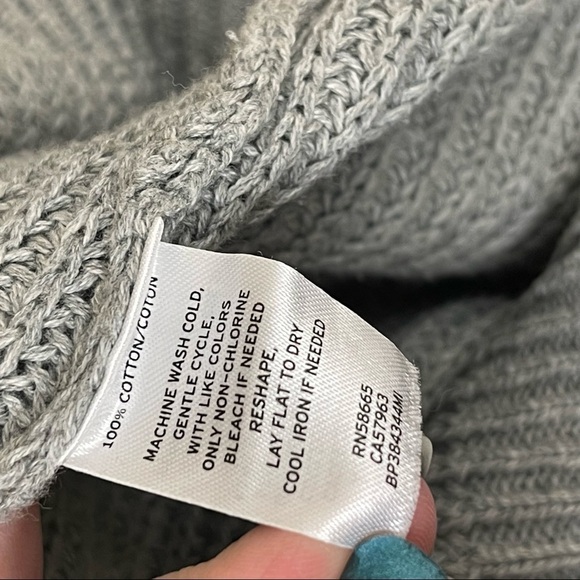 100% COTTON/COTON
MACHINE WASH COLD,
GENTLE CYCLE,
WITH LIKE COLORS
ONLY NON-CHLORINE
BLEACH IF NEEDED
RESHAPE,
LAY FLAT TO DRY
COOL IRON IF NEEDED
RN58665
CA57963
BP384344MI